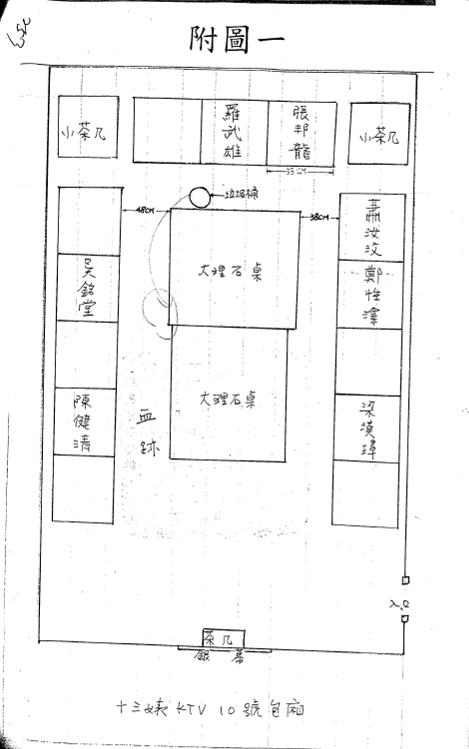 附圖一
小茶几
羅武雄
張邦龍
小茶几
55CM
48CM
垃圾桶
38CM
蕭汝汶
大理石桌
吳銘堂
鄭性澤
大理石桌
血跡
陳健清
梁漢璋
入口
茶几
銀幕
十三姨KTV 10號包廂